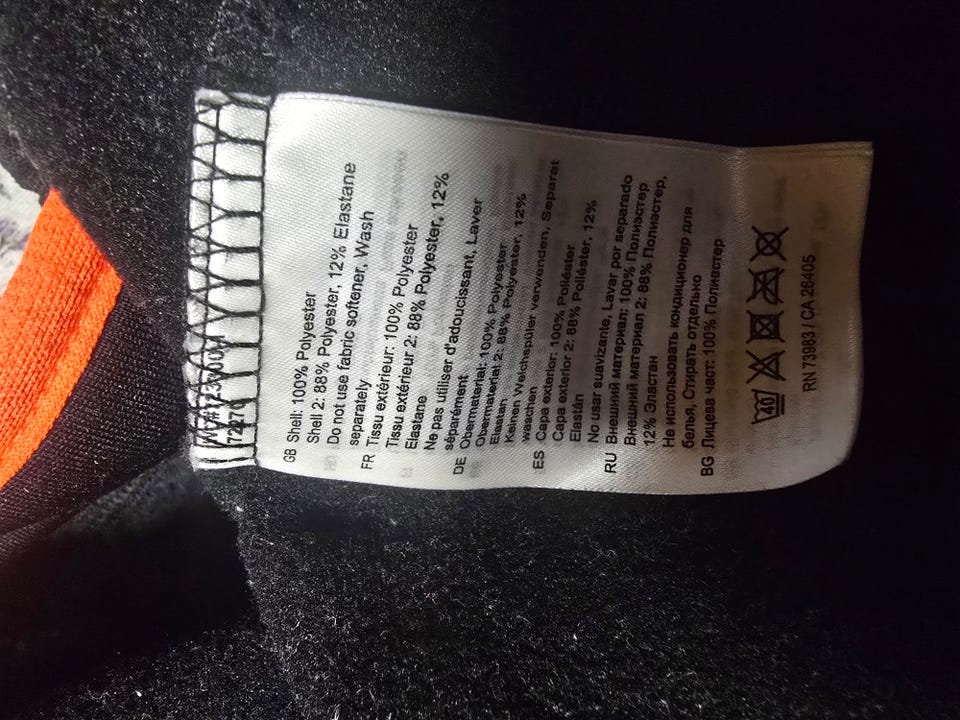 GB Shell: 100% Polyester
Shell 2: 88% Polyester, 12% Elastane
Do not use fabric softener, Wash
separately
FR Tissu extérieur: 100% Polyester
Tissu extérieur 2: 88% Polyester, 12%
Elastane
Ne pas utiliser d'adoucissant, Laver
séparément
DE Obermaterial: 100% Polyester
Obermaterial 2: 88% Polyester, 12%
Elastan
Keinen Weichspüler verwenden, Separat
waschen
ES Capa exterior: 100% Poliéster
Capa exterior 2: 88% Poliéster, 12%
Elastán
No usar suavizante, Lavar por separado
RU Внешний материал: 100% Полиэстер
Внешний материал 2: 88% Полиэстер,
12% Эластан
Не использовать кондиционер для
белья, Стирать отдельно
BG Лицева част: 100% Полиестер
40
RN 73983 / CA 26405